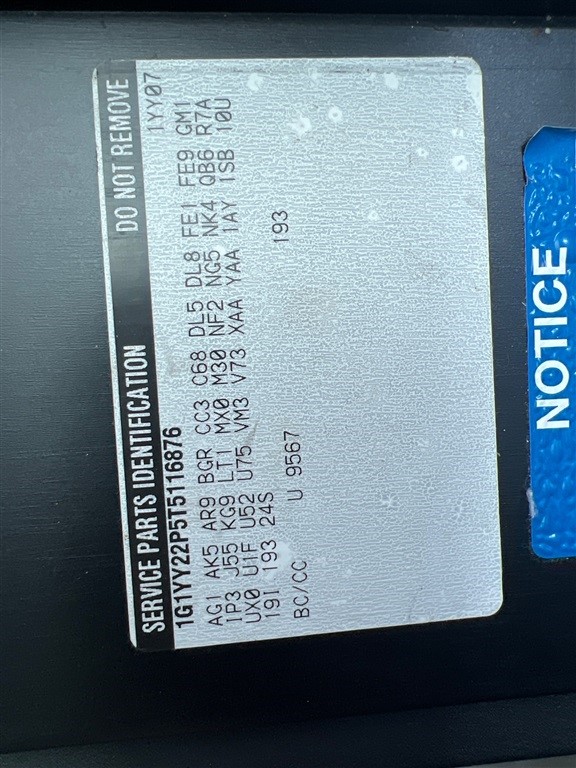 SERVICE PARTS IDENTIFICATION DO NOT REMOVE
1G1YY22P5T5116876 1YY07
AG1 AK5 AR9 BGR CC3 C68 DL5 DL8 FE1 FE9 GM1
IP3 J55 KG9 LT1 MX0 M30 NF2 NG5 NK4 QB6 R7A
UX0 U1F U52 U75 VM3 V73 XAA YAA 1AY 1SB 10U
19I 193 24S
BC/CC U 9567 193
NOTICE